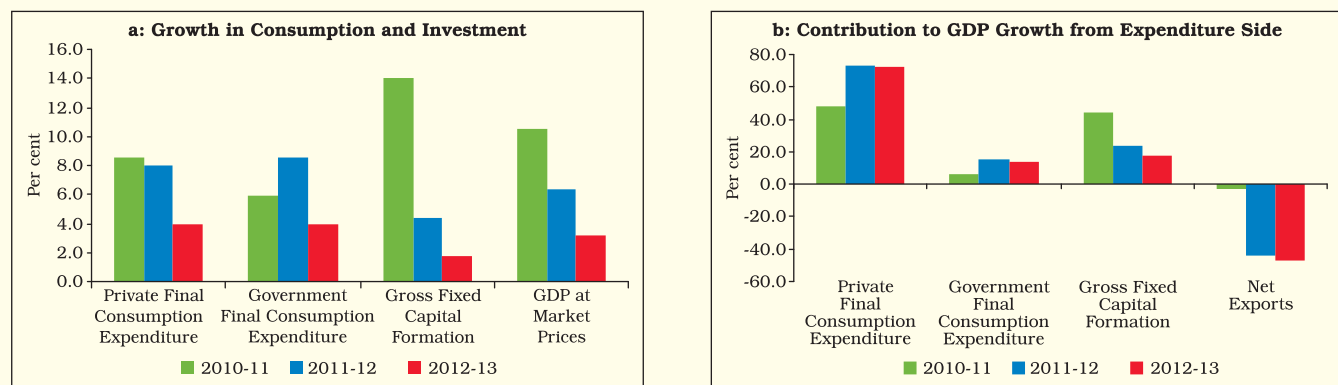 a: Growth in Consumption and Investment
16.0
14.0
12.0
10.0
8.0
6.0
4.0
2.0
0.0
Per cent
Private Final
Consumption
Expenditure
Government
Final Consumption
Expenditure
Gross Fixed
Capital
Formation
GDP at
Market
Prices
2010-11 2011-12 2012-13
b: Contribution to GDP Growth from Expenditure Side
80.0
60.0
40.0
20.0
0.0
-20.0
-40.0
-60.0
Per cent
Private
Final
Consumption
Expenditure
Government
Final
Consumption
Expenditure
Gross Fixed
Capital
Formation
Net
Exports
2010-11 2011-12 2012-13